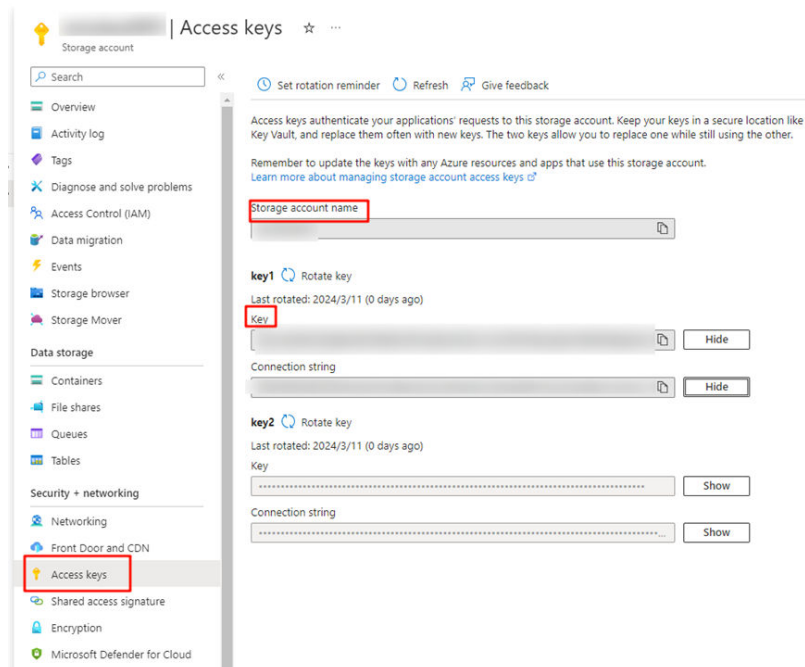 | Access keys
Storage account
Search
Overview
Activity log
Tags
Diagnose and solve problems
Access Control (IAM)
Data migration
Events
Storage browser
Storage Mover
Data storage
Containers
File shares
Queues
Tables
Security + networking
Networking
Front Door and CDN
Access keys
Shared access signature
Encryption
Microsoft Defender for Cloud
Set rotation reminder Refresh Give feedback
Access keys authenticate your applications' requests to this storage account. Keep your keys in a secure location like
Key Vault, and replace them often with new keys. The two keys allow you to replace one while still using the other.
Remember to update the keys with any Azure resources and apps that use this storage account.
Learn more about managing storage account access keys
Storage account name
key1 Rotate key
Last rotated: 2024/3/11 (0 days ago)
Key
Hide
Connection string
Hide
key2 Rotate key
Last rotated: 2024/3/11 (0 days ago)
Key
Show
Connection string
Show